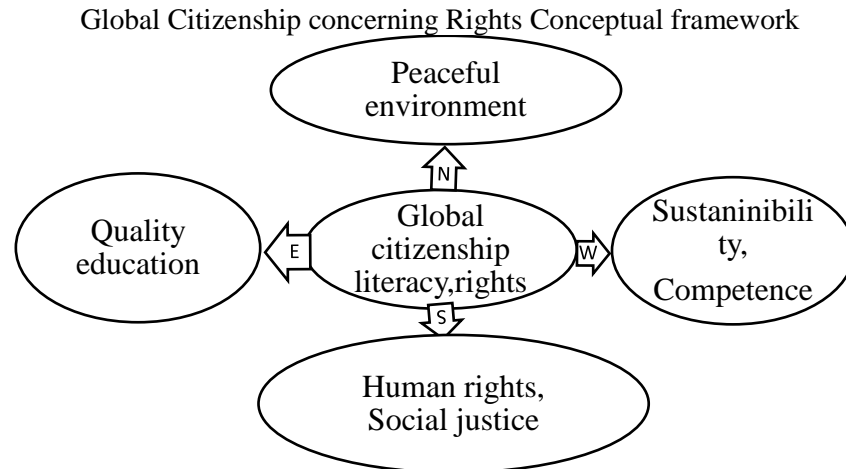 Global Citizenship concerning Rights Conceptual framework
Peaceful
environment
N
Quality
education
E
Global
citizenship
literacy,rights
W
Sustaninibili
ty,
Competence
S
Human rights,
Social justice